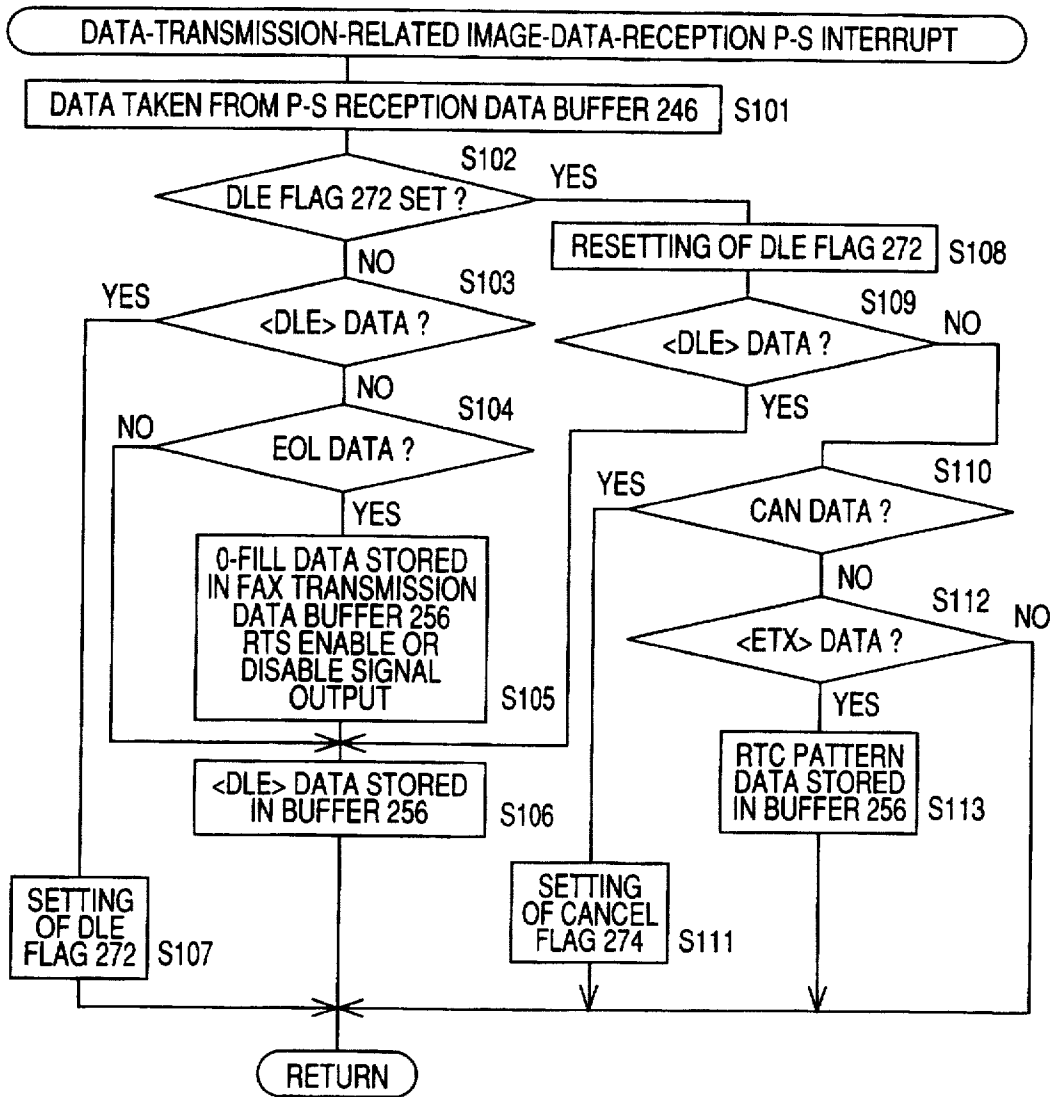 DATA-TRANSMISSION-RELATED IMAGE-DATA-RECEPTION P-S INTERRUPT
DATA TAKEN FROM P-S RECEPTION DATA BUFFER 246
S101
S102
DLE FLAG 272 SET ?
YES
NO
RESETTING OF DLE FLAG 272
S108
YES
S103
<DLE> DATA ?
NO
S109
<DLE> DATA ?
NO
YES
NO
S104
EOL DATA ?
YES
YES
S110
CAN DATA ?
NO
0-FILL DATA STORED
IN FAX TRANSMISSION
DATA BUFFER 256
RTS ENABLE OR
DISABLE SIGNAL
OUTPUT
S105
S112
<ETX> DATA ?
NO
YES
<DLE> DATA STORED
IN BUFFER 256
S106
RTC PATTERN
DATA STORED
IN BUFFER 256
S113
SETTING
OF DLE
FLAG 272
S107
SETTING
OF CANCEL
FLAG 274
S111
RETURN